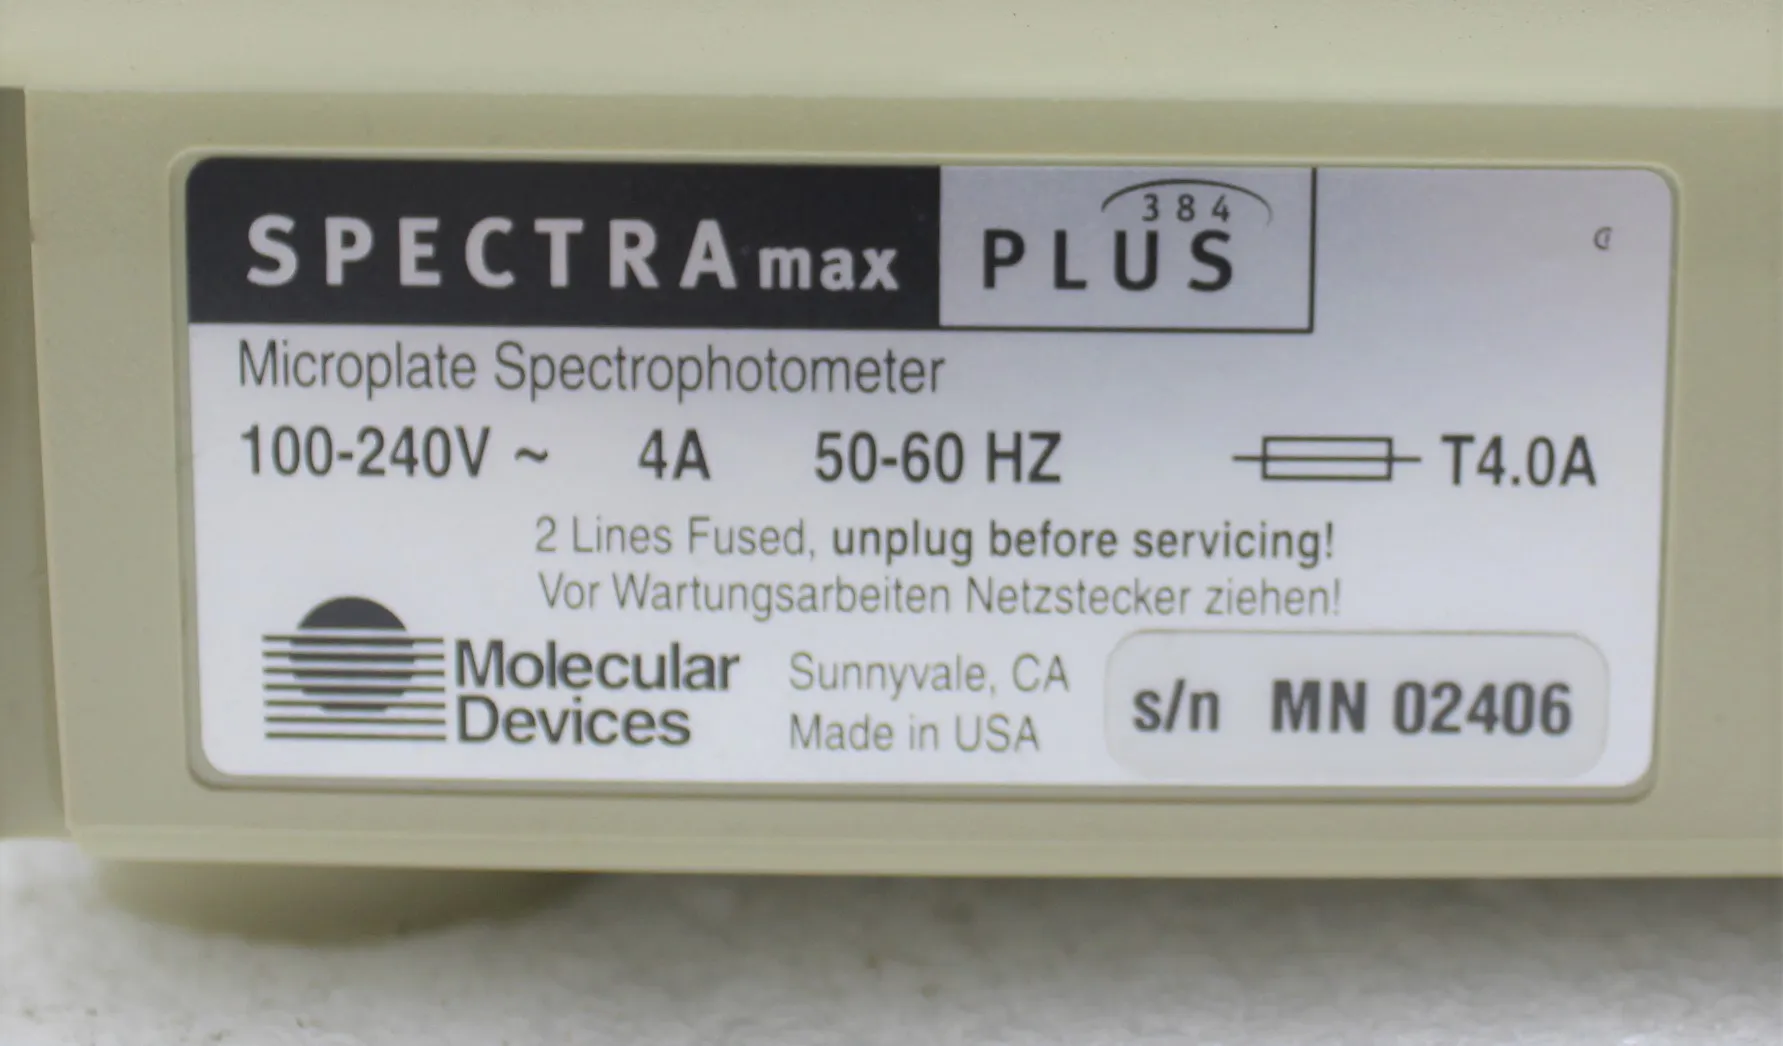 384
SPECTRAmax PLUS
Microplate Spectrophotometer
100-240V ~ 4A 50-60 HZ T4.0A
2 Lines Fused, unplug before servicing!
Vor Wartungsarbeiten Netzstecker ziehen!
Molecular
Devices
Sunnyvale, CA
Made in USA
s/n MN 02406